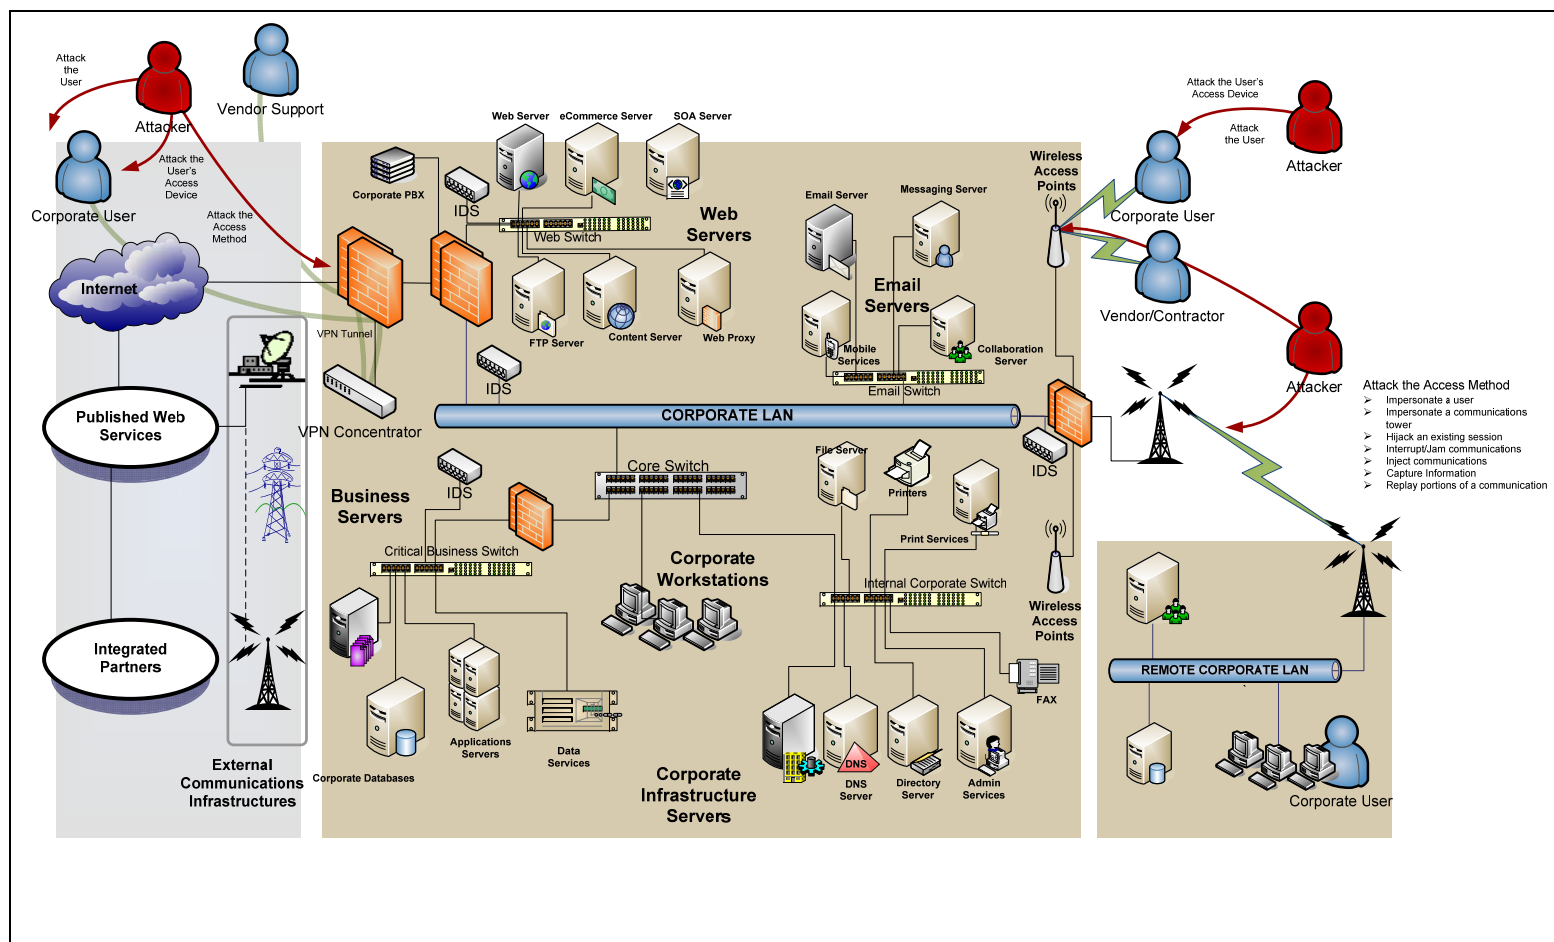 Attack
the
User
Attacker
Vendor Support
Corporate User
Attack the
User's
Access
Device
Attack the
Access
Method
Internet
VPN Tunnel
VPN Concentrator
Published Web
Services
Integrated
Partners
External
Communications
Infrastructures
Corporate PBX
IDS
Web Server
eCommerce Server
SOA Server
Web Switch
Web
Servers
FTP Server
Content Server
Web Proxy
IDS
Email Server
Messaging Server
Email
Servers
Mobile
Services
Collaboration
Server
Email Switch
Wireless
Access
Points
CORPORATE LAN
IDS
Core Switch
Business
Servers
IDS
Critical Business Switch
Corporate
Workstations
File Server
Printers
Print Services
Internal Corporate Switch
Wireless
Access
Points
FAX
Corporate Databases
Applications
Servers
Data
Services
Corporate
Infrastructure
Servers
DNS
DNS
Server
Directory
Server
Admin
Services
Attack the User's
Access Device
Attack
the User
Attacker
Corporate User
Vendor/Contractor
Attacker
Attack the Access Method
➢ Impersonate a user
➢ Impersonate a communications
tower
➢ Hijack an existing session
➢ Interrupt/Jam communications
➢ Inject communications
➢ Capture Information
➢ Replay portions of a communication
REMOTE CORPORATE LAN
Corporate User